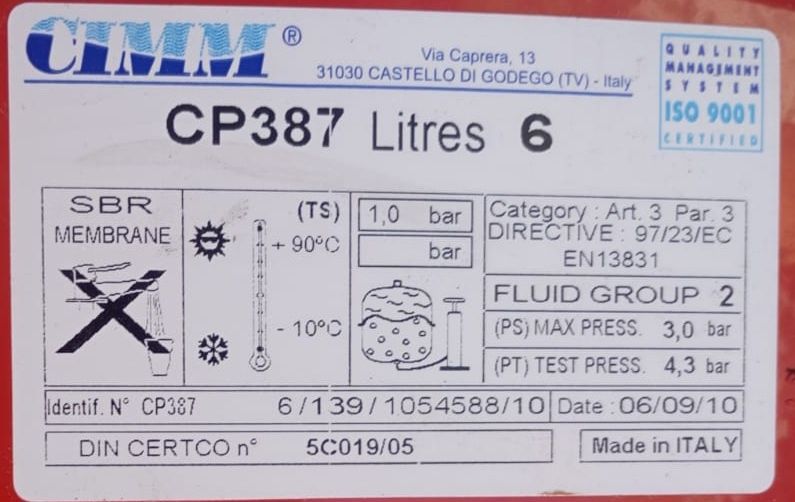 CIMM®
Via Caprera, 13
31030 CASTELLO DI GODEGO (TV) - Italy
QUALITY
MANAGEMENT
SYSTEM
ISO 9001
CERTIFIED
CP387 Litres 6
SBR
MEMBRANE
(TS)
+ 90°C
- 10°C
1,0 bar
bar
Category : Art. 3 Par. 3
DIRECTIVE : 97/23/EC
EN13831
FLUID GROUP 2
(PS) MAX PRESS. 3,0 bar
(PT) TEST PRESS. 4,3 bar
Identif. N° CP387 6/139/1054588/10 Date : 06/09/10
DIN CERTCO n° 5C019/05 Made in ITALY